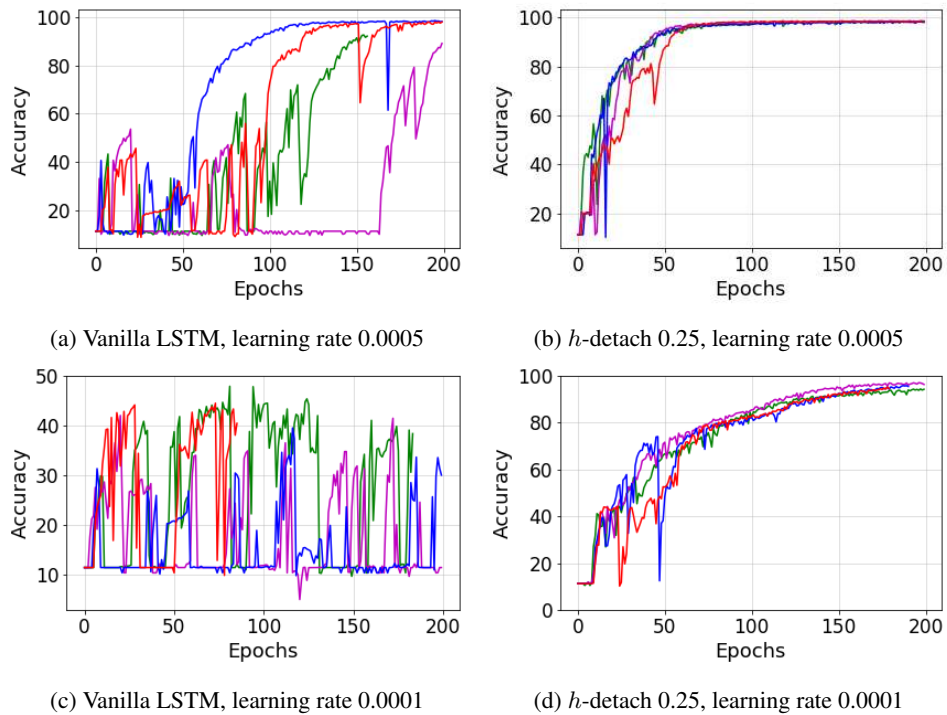 100
80
60
40
20
Accuracy
0 50 100 150 200
Epochs
(a) Vanilla LSTM, learning rate 0.0005
100
80
60
40
20
Accuracy
0 50 100 150 200
Epochs
(b) h-detach 0.25, learning rate 0.0005
50
40
30
20
10
Accuracy
0 50 100 150 200
Epochs
(c) Vanilla LSTM, learning rate 0.0001
100
80
60
40
20
0
Accuracy
0 50 100 150 200
Epochs
(d) h-detach 0.25, learning rate 0.0001